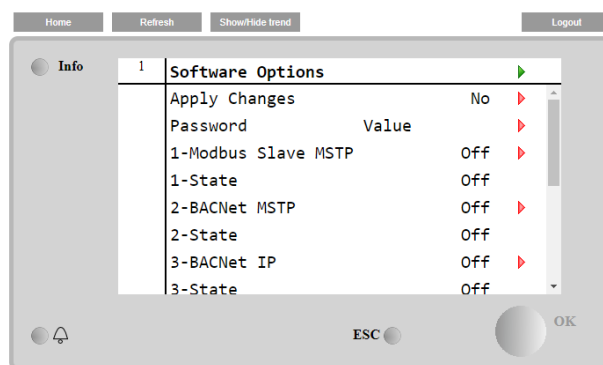 Home Refresh Show/Hide trend Logout
Info
1 Software Options
Apply Changes No
Password Value
1-Modbus Slave MSTP Off
1-State Off
2-BACNet MSTP Off
2-State Off
3-BACNet IP Off
3-State Off
ESC OK